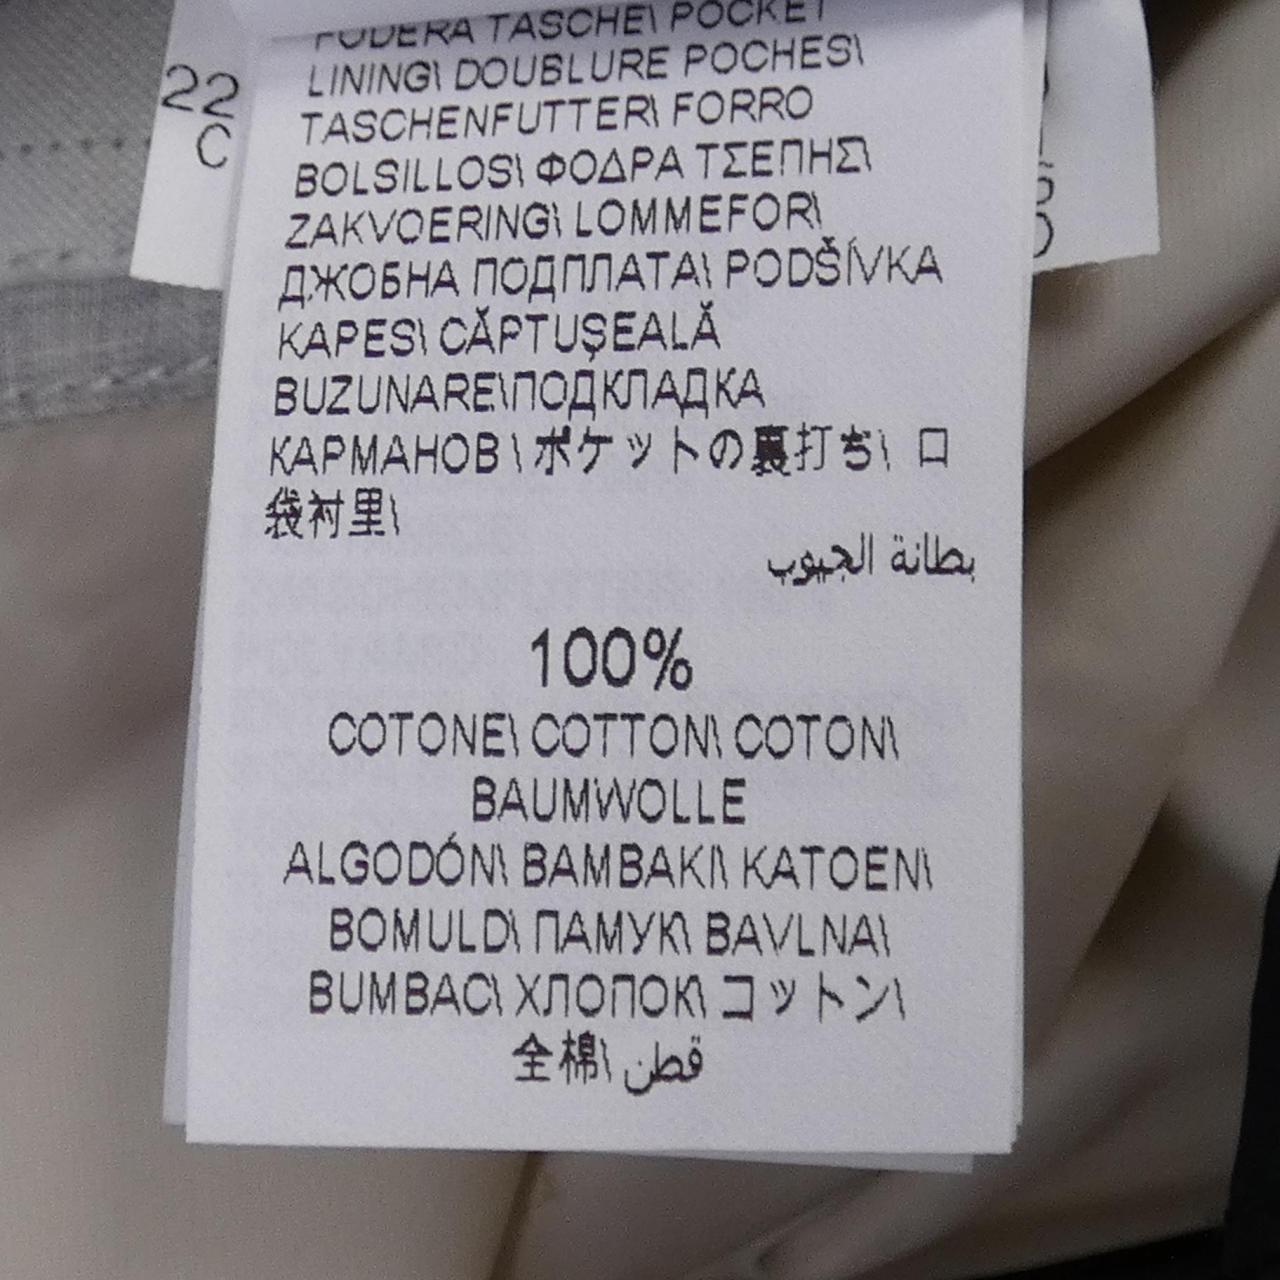 FODERA TASCHE\ POCKET
LINING\ DOUBLURE POCHES\
TASCHENFUTTER\ FORRO
BOLSILLOS\ ΦΟΔΡΑ ΤΣΕΠΗΣ\
ZAKVOERING\ LOMMEFOR\
ДЖОБНА ПОДПЛАТА\ PODŠÍVKA
KAPES\ CĂPTUȘEALĂ
BUZUNARE\ПОДКЛАДКА
КАРМАНОВ\ポケットの裏打ち\ 口
袋衬里\
بطانة الجيوب
100%
COTONE\ COTTON\ COTON\
BAUMWOLLE
ALGODÓN\ BAMBAKI\ KATOEN\
BOMULD\ ПАМУК\ BAVLNA\
BUMBAC\ ХЛОПОК\ コットン\
全棉\ قطن
22
C